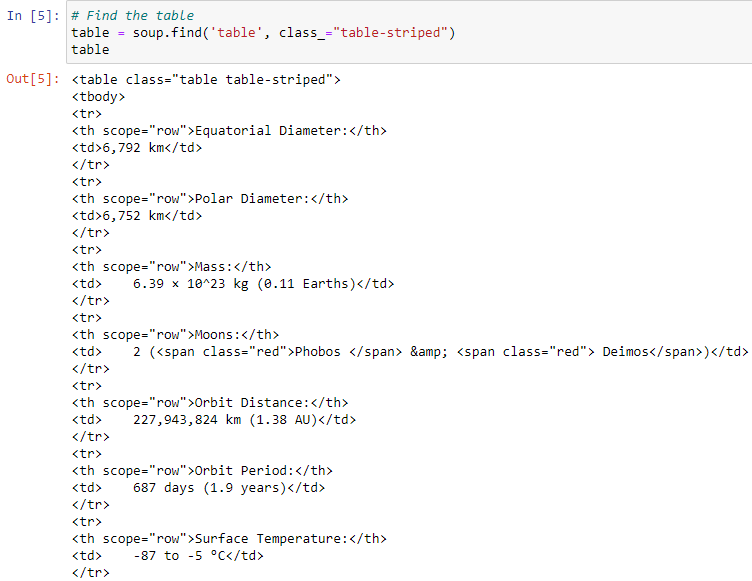 In [5]: # Find the table
table = soup.find('table', class_="table-striped")
table
Out[5]: <table class="table table-striped">
<tbody>
<tr>
<th scope="row">Equatorial Diameter:</th>
<td>6,792 km</td>
</tr>
<tr>
<th scope="row">Polar Diameter:</th>
<td>6,752 km</td>
</tr>
<tr>
<th scope="row">Mass:</th>
<td>    6.39 × 10^23 kg (0.11 Earths)</td>
</tr>
<tr>
<th scope="row">Moons:</th>
<td>    2 (<span class="red">Phobos </span> &amp; <span class="red"> Deimos</span>)</td>
</tr>
<tr>
<th scope="row">Orbit Distance:</th>
<td>    227,943,824 km (1.38 AU)</td>
</tr>
<tr>
<th scope="row">Orbit Period:</th>
<td>    687 days (1.9 years)</td>
</tr>
<tr>
<th scope="row">Surface Temperature:</th>
<td>    -87 to -5 °C</td>
</tr>